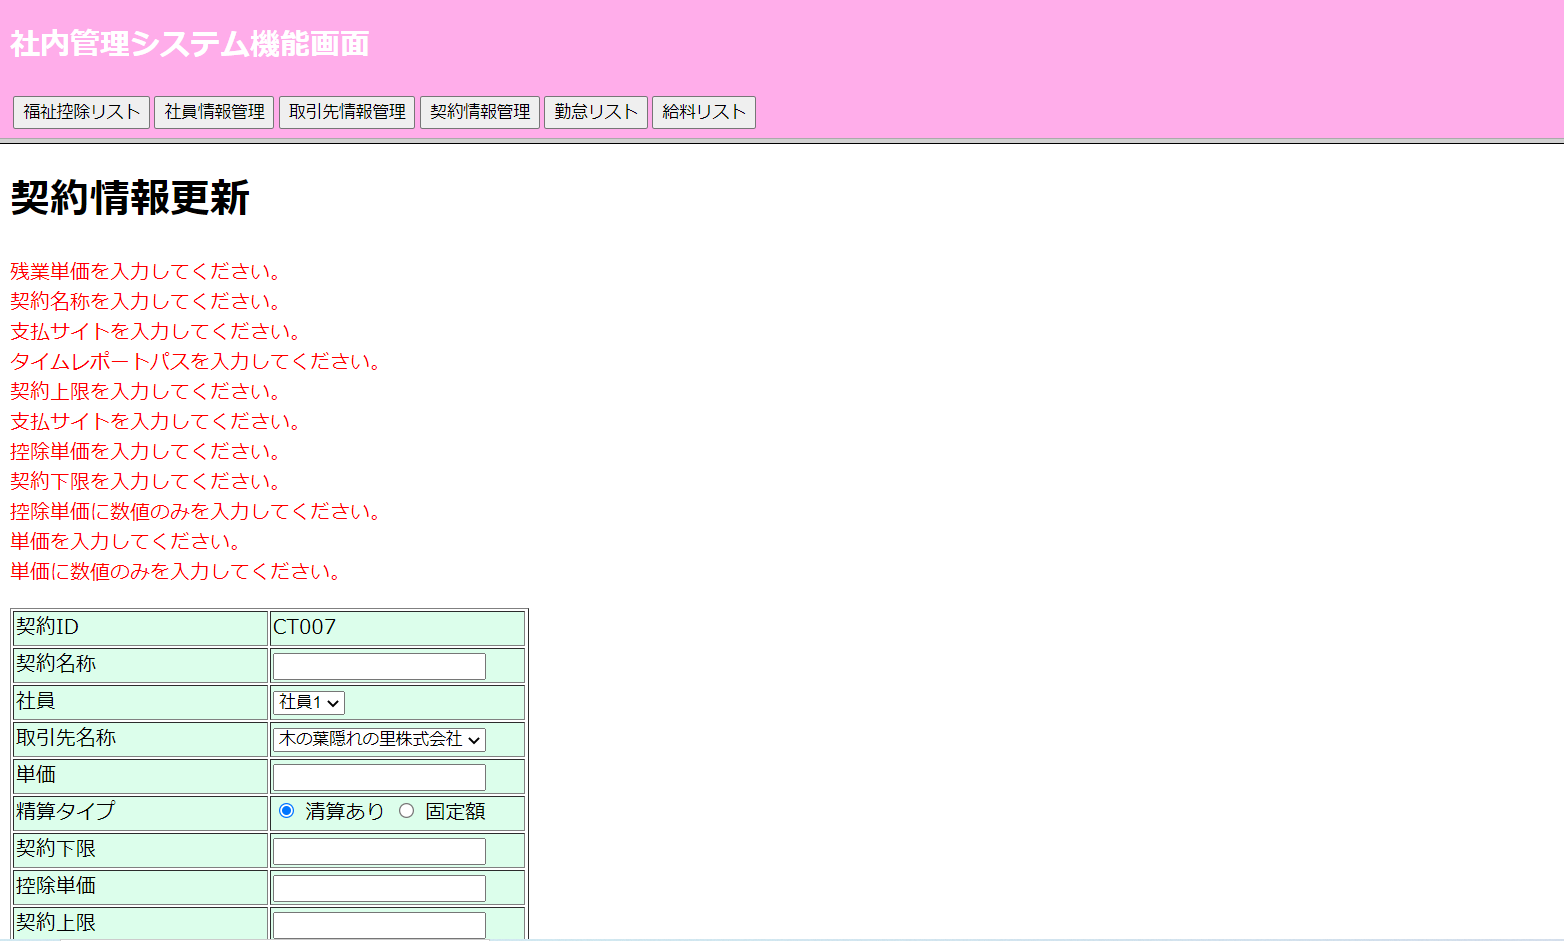 社内管理システム機能画面
福祉控除リスト 社員情報管理 取引先情報管理 契約情報管理 勤怠リスト 給料リスト
契約情報更新
残業単価を入力してください。
契約名称を入力してください。
支払サイトを入力してください。
タイムレポートパスを入力してください。
契約上限を入力してください。
支払サイトを入力してください。
控除単価を入力してください。
契約下限を入力してください。
控除単価に数値のみを入力してください。
単価を入力してください。
単価に数値のみを入力してください。
契約ID CT007
契約名称
社員 社員1
取引先名称 木の葉隠れの里株式会社
単価
精算タイプ 清算あり 固定額
契約下限
控除単価
契約上限